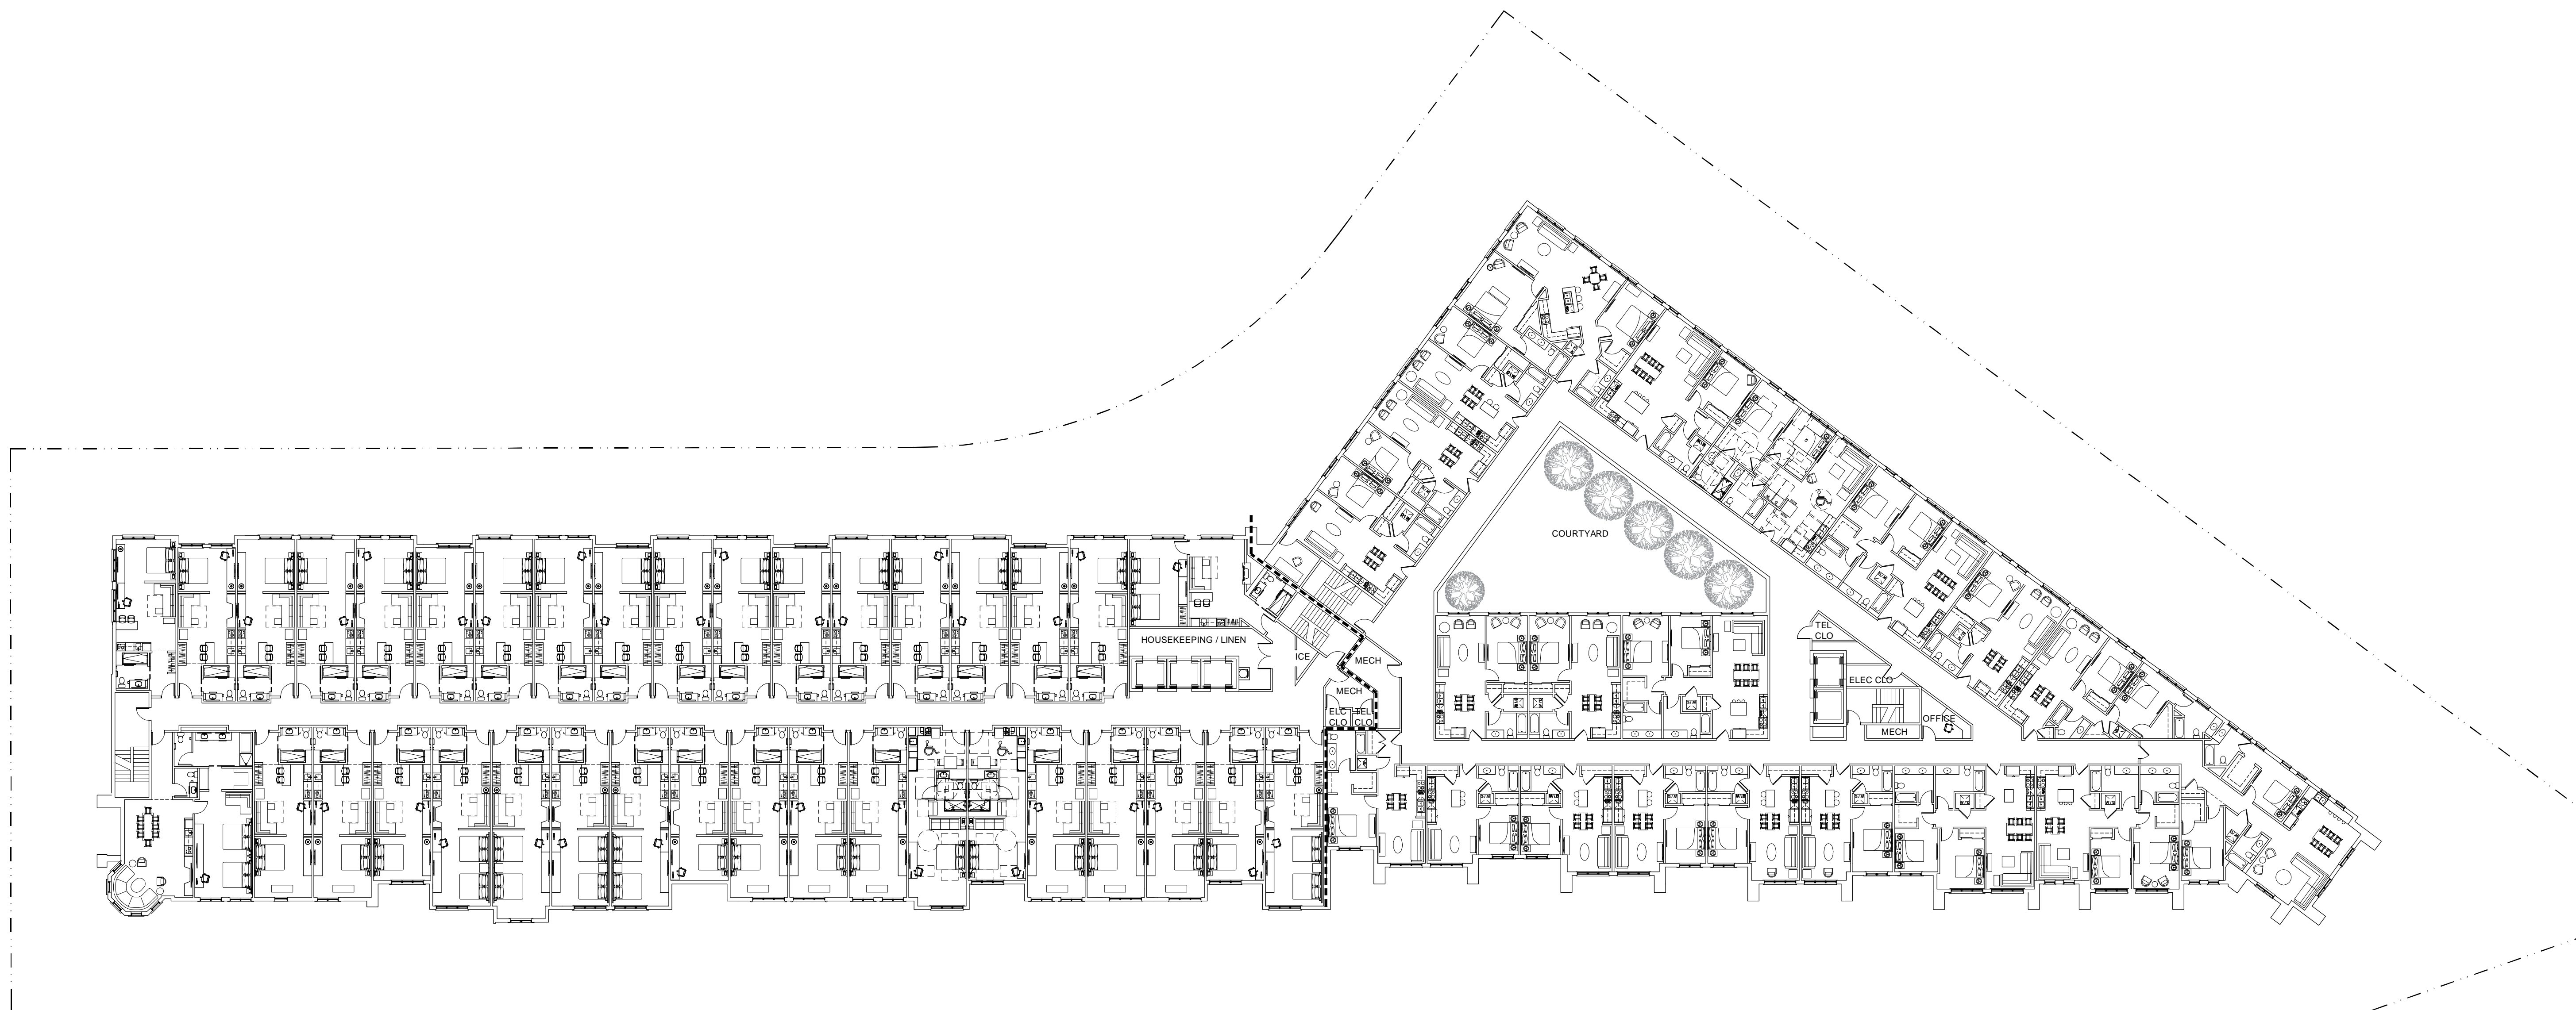 COURTYARD
HOUSEKEEPING / LINEN
ICE
MECH
MECH
ELC
CLO
TEL
CLO
TEL
CLO
ELEC CLO
OFFICE
MECH